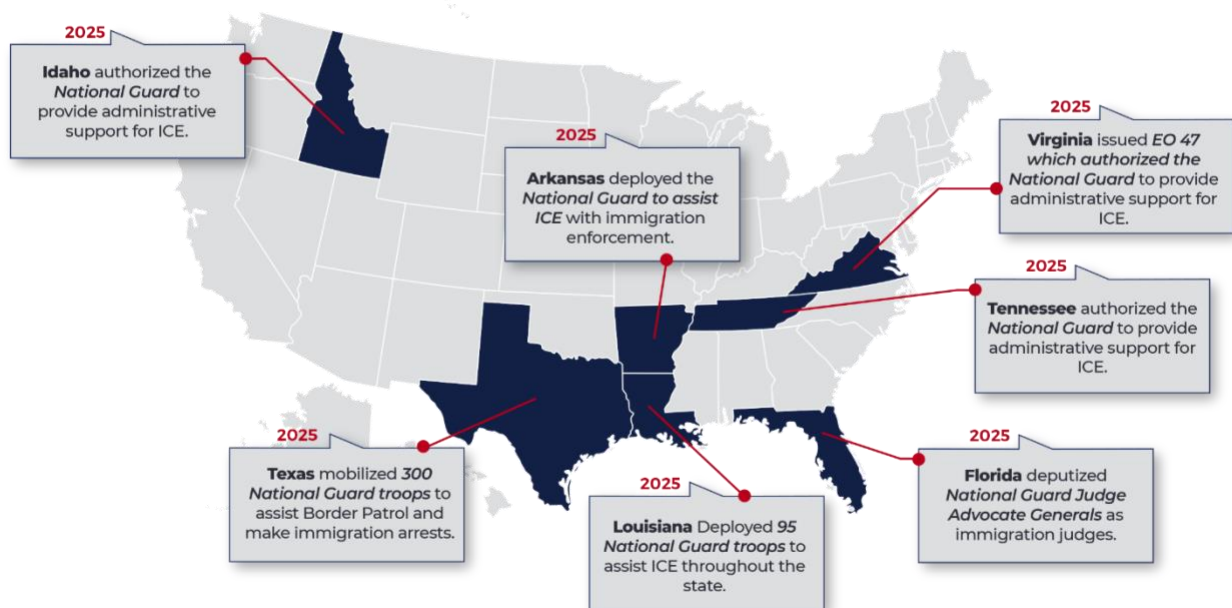 2025
Idaho authorized the
National Guard to
provide administrative
support for ICE.
2025
Arkansas deployed the
National Guard to assist
ICE with immigration
enforcement.
2025
Virginia issued EO 47
which authorized the
National Guard to provide
administrative support for
ICE.
2025
Tennessee authorized the
National Guard to provide
administrative support for
ICE.
2025
Texas mobilized 300
National Guard troops to
assist Border Patrol and
make immigration arrests.
2025
Louisiana Deployed 95
National Guard troops to
assist ICE throughout the
state.
2025
Florida deputized
National Guard Judge
Advocate Generals as
immigration judges.